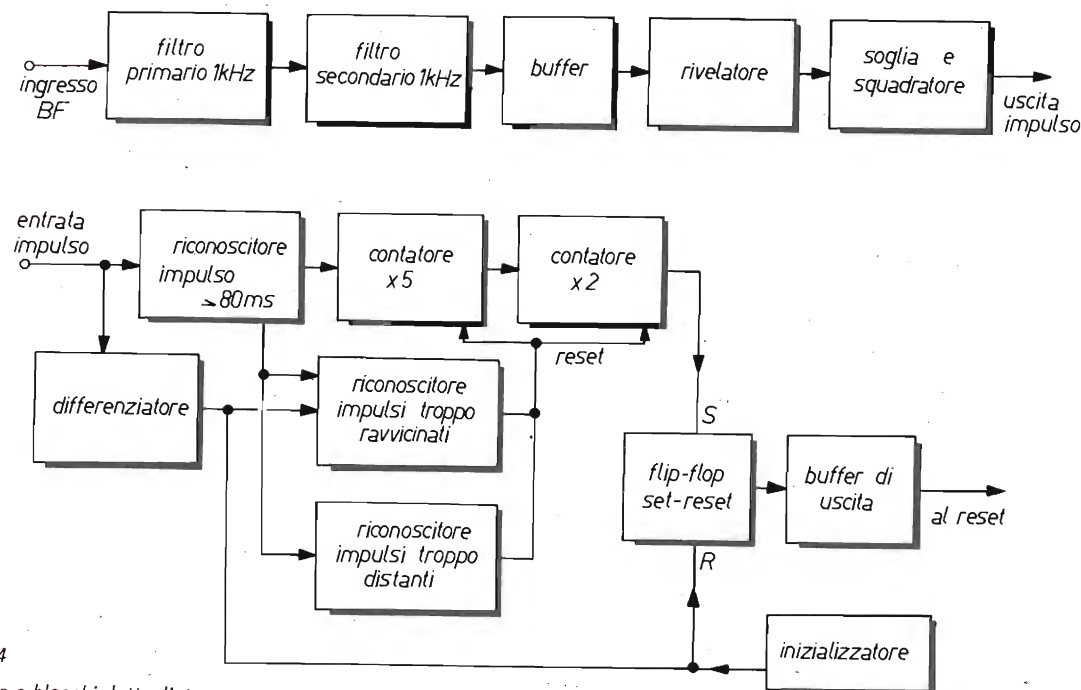 filtro
primario 1kHz
filtro
secondario 1kHz
buffer
rivelatore
soglia e
squadratore
ingresso
BF
uscita
impulso
entrata
impulso
riconoscitore
impulso
>80ms
contatore
x5
contatore
x2
reset
differenziatore
riconoscitore
impulsi troppo
ravvicinati
S
flip-flop
set-reset
buffer di
uscita
al reset
riconoscitore
impulsi troppo
distanti
R
inizializzatore
4